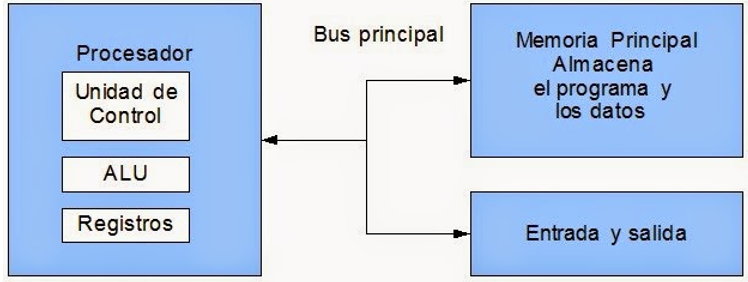 Procesador
Unidad de
Control
ALU
Registros
Bus principal
Memoria Principal
Almacena
el programa y
los datos
Entrada y salida